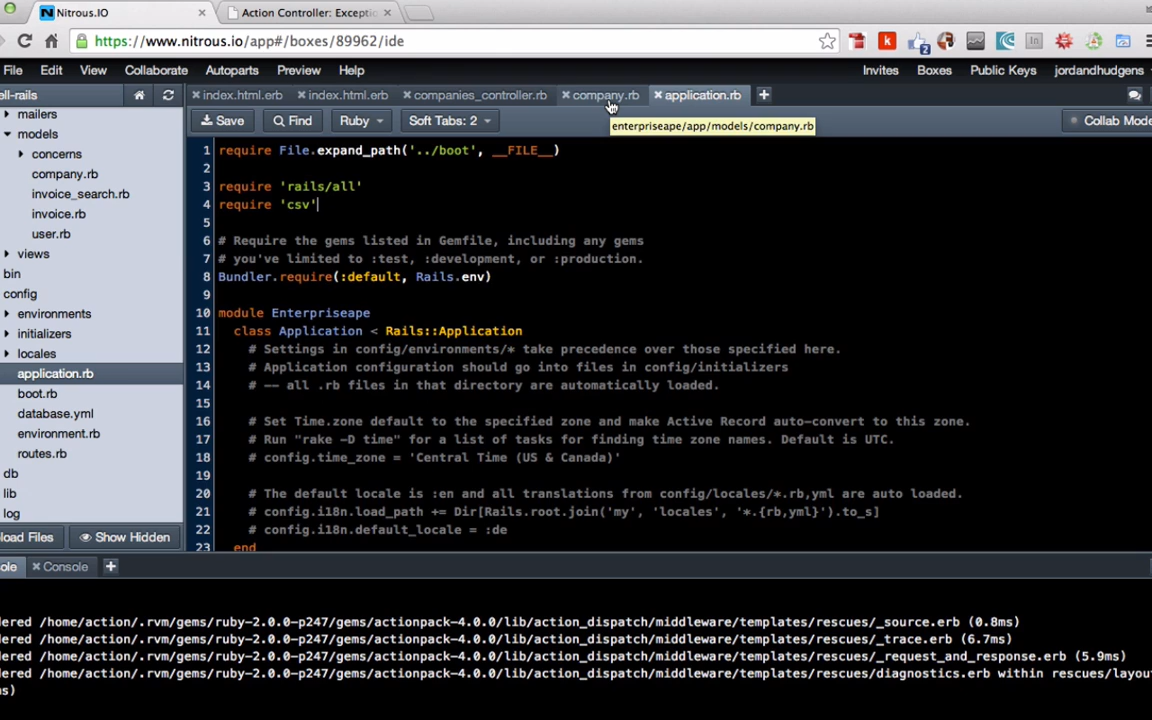 Nitrous.IO
Action Controller: Excepti
https://www.nitrous.io/app#/boxes/89962/ide
File Edit View Collaborate Autoparts Preview Help Invites Boxes Public Keys jordandhudgens
ell-rails
index.html.erb index.html.erb companies_controller.rb company.rb application.rb
Save Find Ruby Soft Tabs: 2 Collab Mode
enterpriseape/app/models/company.rb
mailers
models
concerns
company.rb
invoice_search.rb
invoice.rb
user.rb
views
bin
config
environments
initializers
locales
application.rb
boot.rb
database.yml
environment.rb
routes.rb
db
lib
log
load Files Show Hidden
1 require File.expand_path('../boot', __FILE__)
2
3 require 'rails/all'
4 require 'csv'
5
6 # Require the gems listed in Gemfile, including any gems
7 # you've limited to :test, :development, or :production.
8 Bundler.require(:default, Rails.env)
9
10 module Enterpriseape
11 class Application < Rails::Application
12 # Settings in config/environments/* take precedence over those specified here.
13 # Application configuration should go into files in config/initializers
14 # -- all .rb files in that directory are automatically loaded.
15
16 # Set Time.zone default to the specified zone and make Active Record auto-convert to this zone.
17 # Run "rake -D time" for a list of tasks for finding time zone names. Default is UTC.
18 # config.time_zone = 'Central Time (US & Canada)'
19
20 # The default locale is :en and all translations from config/locales/*.rb,yml are auto loaded.
21 # config.i18n.load_path += Dir[Rails.root.join('my', 'locales', '*.{rb,yml}').to_s]
22 # config.i18n.default_locale = :de
23 end
ole Console
ered /home/action/.rvm/gems/ruby-2.0.0-p247/gems/actionpack-4.0.0/lib/action_dispatch/middleware/templates/rescues/_source.erb (0.8ms)
ered /home/action/.rvm/gems/ruby-2.0.0-p247/gems/actionpack-4.0.0/lib/action_dispatch/middleware/templates/rescues/_trace.erb (6.7ms)
ered /home/action/.rvm/gems/ruby-2.0.0-p247/gems/actionpack-4.0.0/lib/action_dispatch/middleware/templates/rescues/_request_and_response.erb (5.9ms)
ered /home/action/.rvm/gems/ruby-2.0.0-p247/gems/actionpack-4.0.0/lib/action_dispatch/middleware/templates/rescues/diagnostics.erb within rescues/layou
ms)